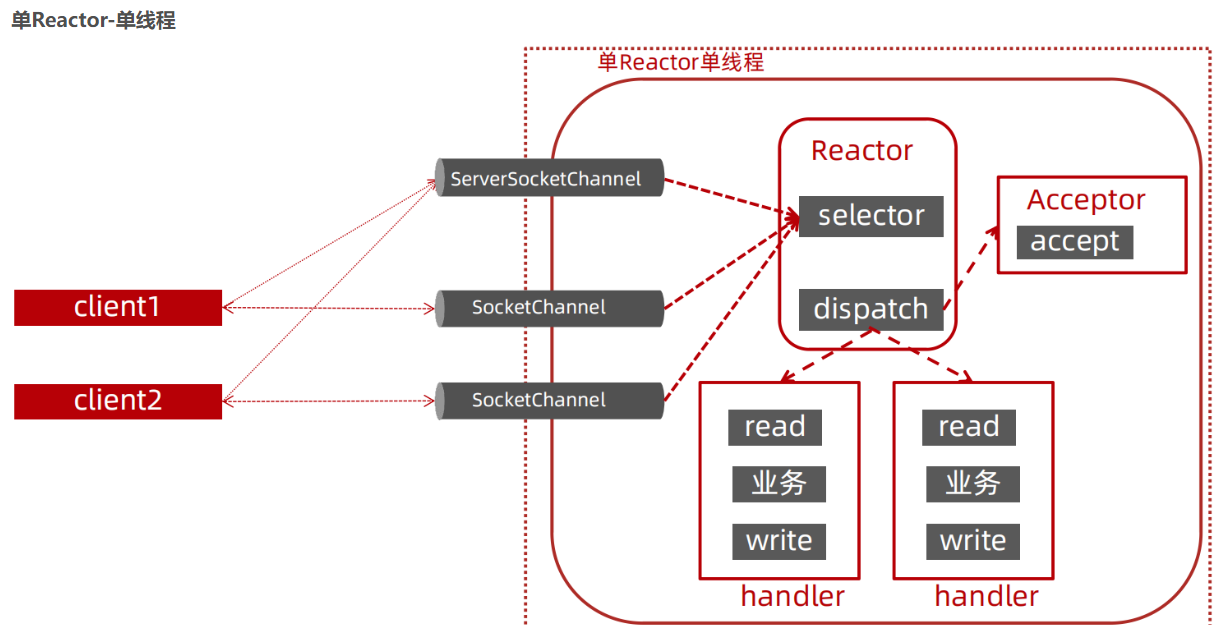 单Reactor-单线程
单Reactor单线程
Reactor
ServerSocketChannel
selector
Acceptor
accept
client1
SocketChannel
dispatch
client2
SocketChannel
read
业务
write
handler
read
业务
write
handler